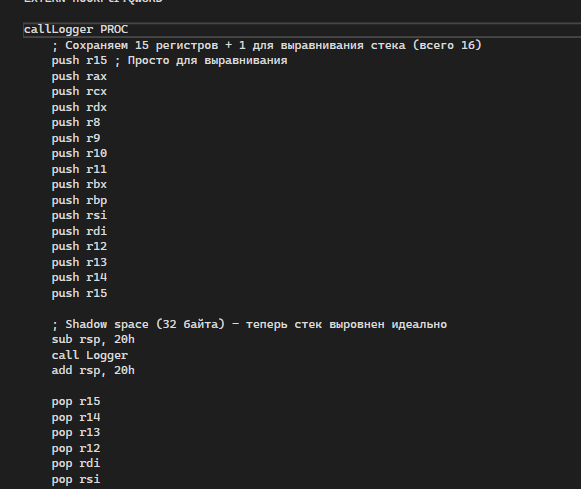 EXTERN HookPtr:QWORD
callLogger PROC
; Сохраняем 15 регистров + 1 для выравнивания стека (всего 16)
push r15 ; Просто для выравнивания
push rax
push rcx
push rdx
push r8
push r9
push r10
push r11
push rbx
push rbp
push rsi
push rdi
push r12
push r13
push r14
push r15
; Shadow space (32 байта) - теперь стек выровнен идеально
sub rsp, 20h
call Logger
add rsp, 20h
pop r15
pop r14
pop r13
pop r12
pop rdi
pop rsi